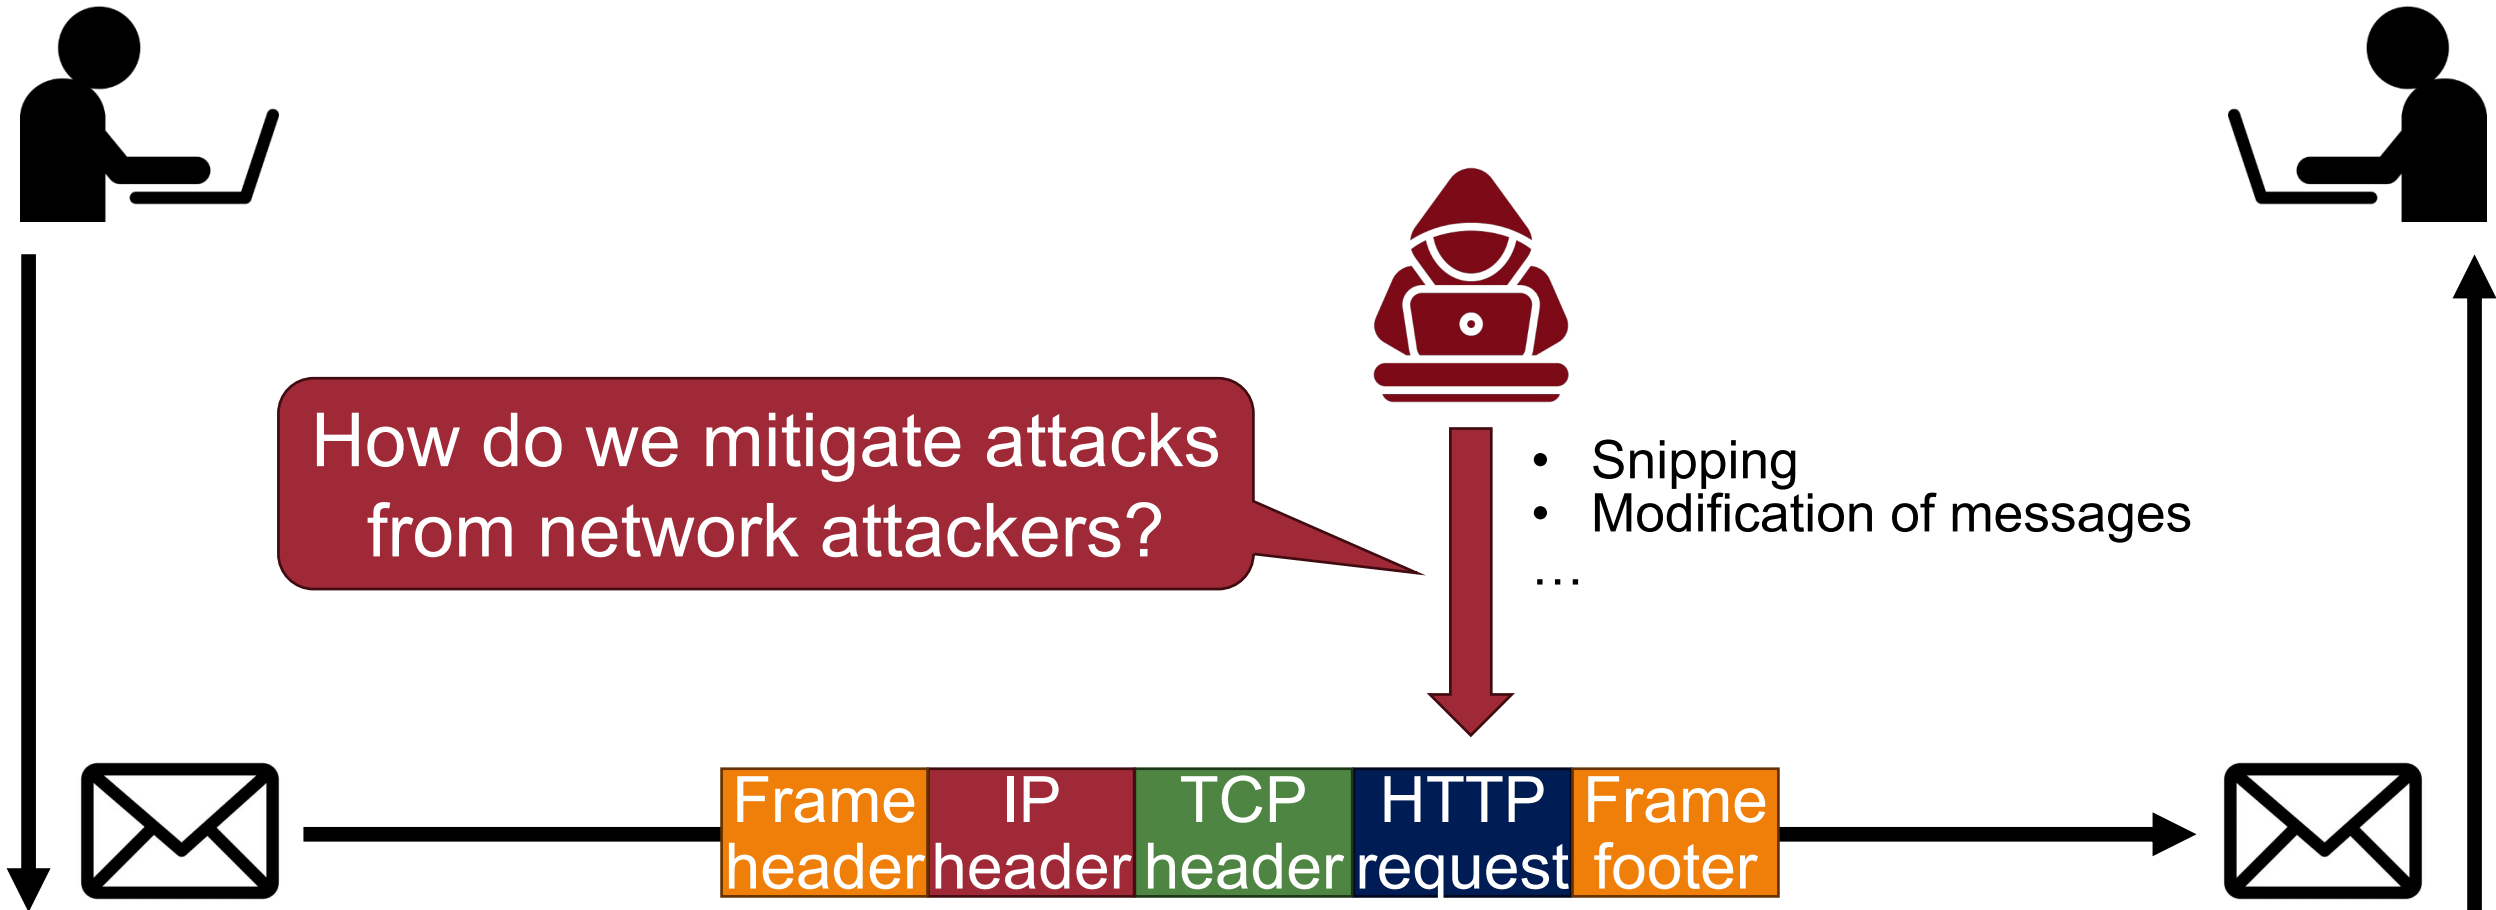 How do we mitigate attacks
from network attackers?
• Snipping
• Modification of messages
…
Frame
header
IP
header
TCP
header
HTTP
request
Frame
footer